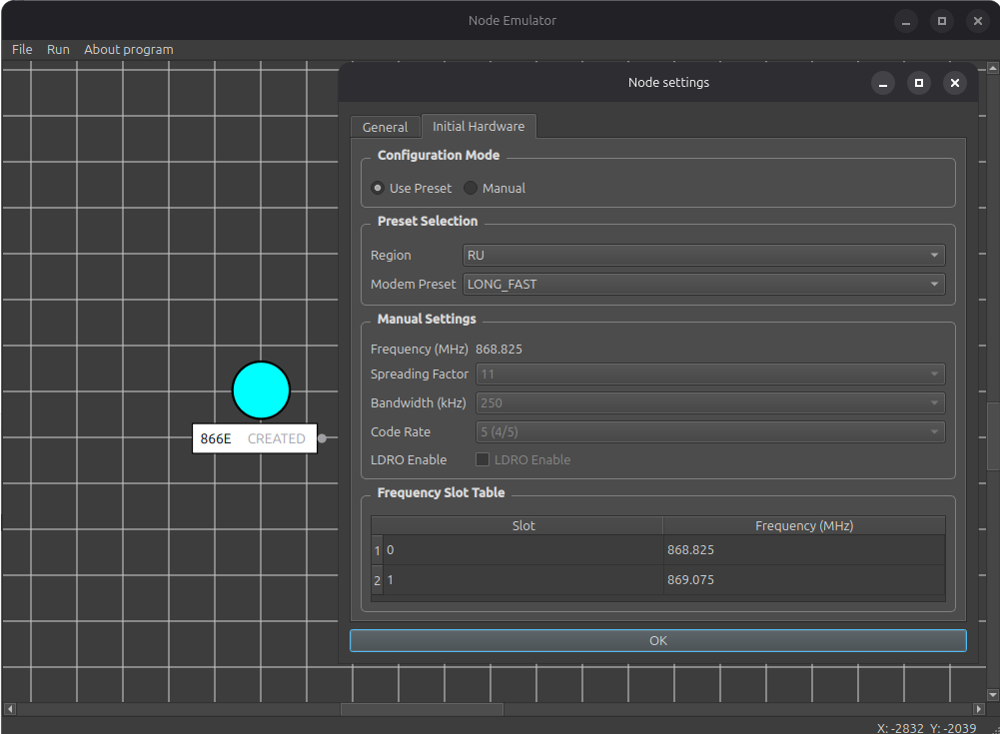 Node Emulator
File Run About program
Node settings
General Initial Hardware
Configuration Mode
Use Preset Manual
Preset Selection
Region RU
Modem Preset LONG_FAST
Manual Settings
Frequency (MHz) 868.825
Spreading Factor 11
Bandwidth (kHz) 250
Code Rate 5 (4/5)
LDRO Enable LDRO Enable
Frequency Slot Table
Slot Frequency (MHz)
1 0 868.825
2 1 869.075
OK
866E CREATED
X: -2832 Y: -2039